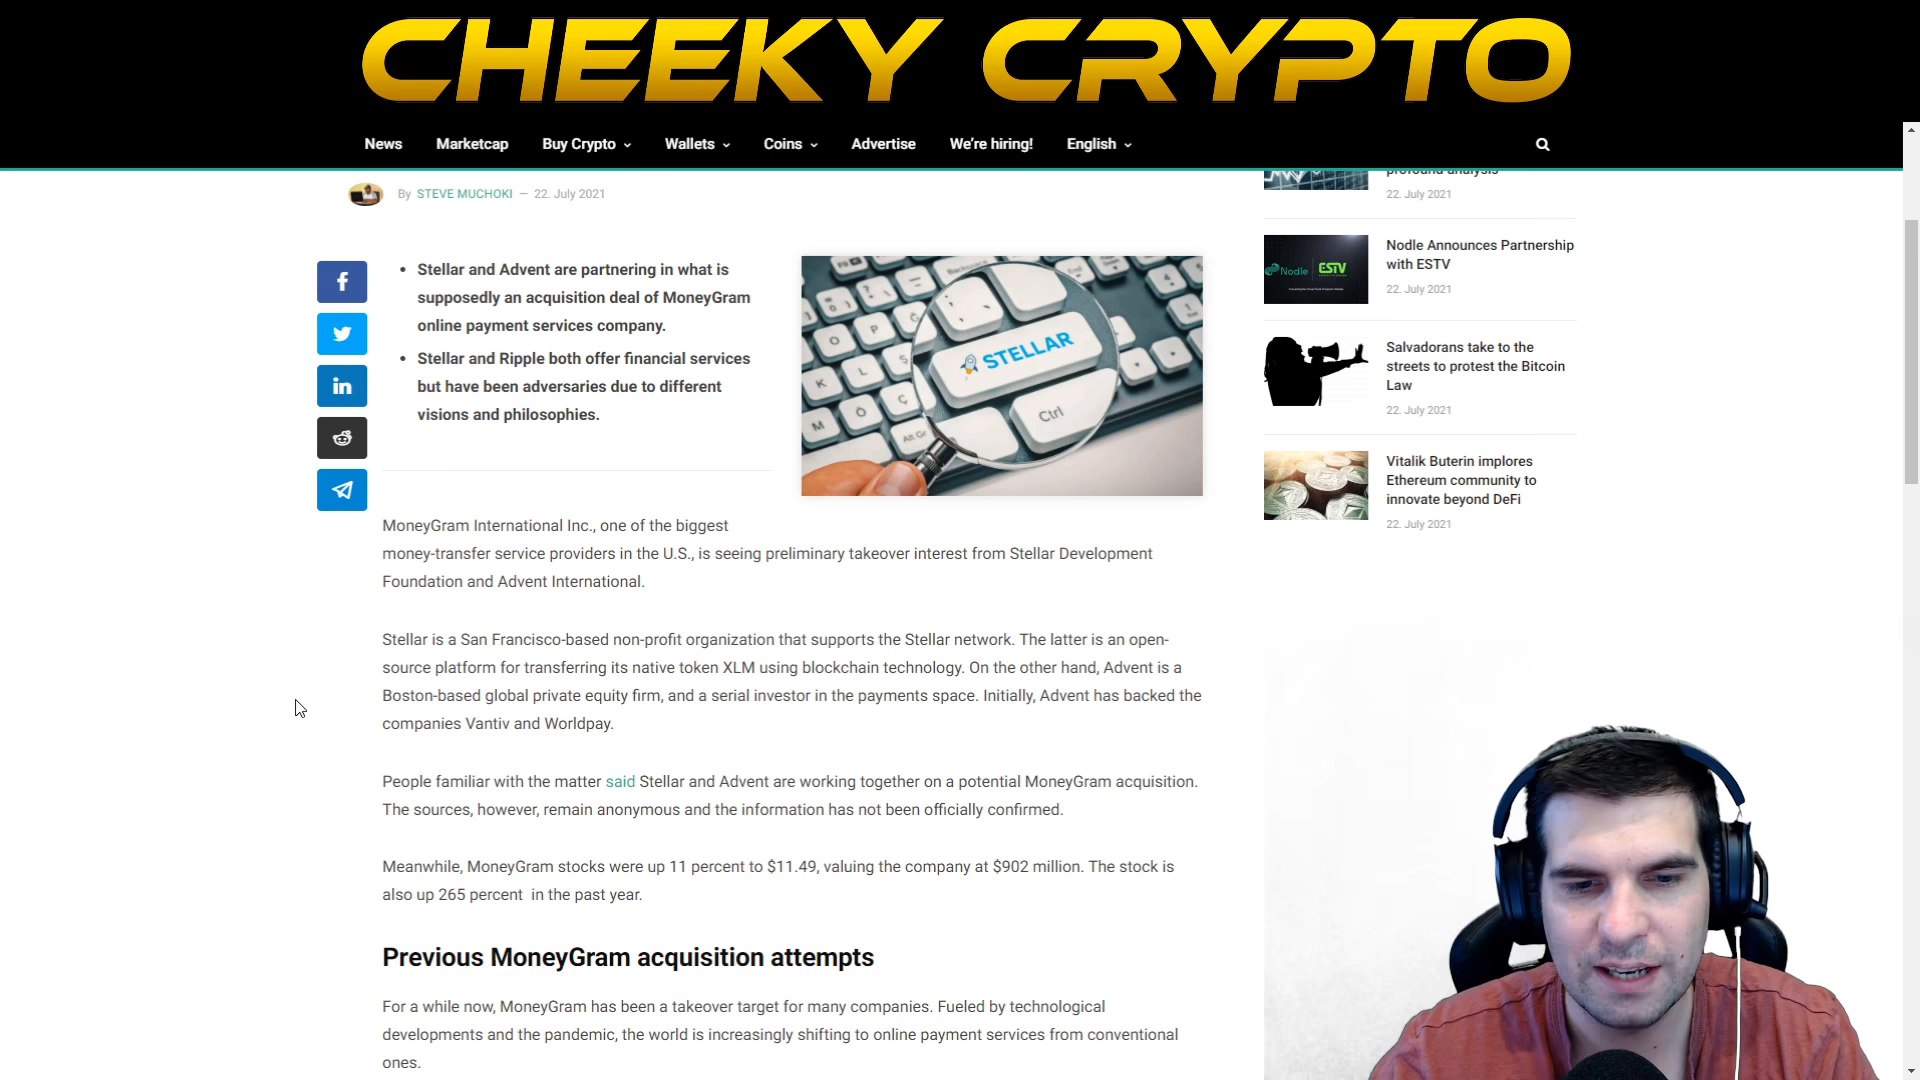 CHEEKY CRYPTO
News Marketcap Buy Crypto Wallets Coins Advertise We're hiring! English
By STEVE MUCHOKI — 22. July 2021
• Stellar and Advent are partnering in what is
supposedly an acquisition deal of MoneyGram
online payment services company.
• Stellar and Ripple both offer financial services
but have been adversaries due to different
visions and philosophies.
Backspace
End
STELLAR
Ctrl
Alt Gr
O
P
Ğ
K
L
Ş
M
Ö
Ç
MoneyGram International Inc., one of the biggest
money-transfer service providers in the U.S., is seeing preliminary takeover interest from Stellar Development
Foundation and Advent International.
Stellar is a San Francisco-based non-profit organization that supports the Stellar network. The latter is an open-
source platform for transferring its native token XLM using blockchain technology. On the other hand, Advent is a
Boston-based global private equity firm, and a serial investor in the payments space. Initially, Advent has backed the
companies Vantiv and Worldpay.
People familiar with the matter said Stellar and Advent are working together on a potential MoneyGram acquisition.
The sources, however, remain anonymous and the information has not been officially confirmed.
Meanwhile, MoneyGram stocks were up 11 percent to $11.49, valuing the company at $902 million. The stock is
also up 265 percent in the past year.
Previous MoneyGram acquisition attempts
For a while now, MoneyGram has been a takeover target for many companies. Fueled by technological
developments and the pandemic, the world is increasingly shifting to online payment services from conventional
ones.
profound analysis
22. July 2021
Nodle ESTV
Nodle Announces Partnership
with ESTV
22. July 2021
Salvadorans take to the
streets to protest the Bitcoin
Law
22. July 2021
Vitalik Buterin implores
Ethereum community to
innovate beyond DeFi
22. July 2021